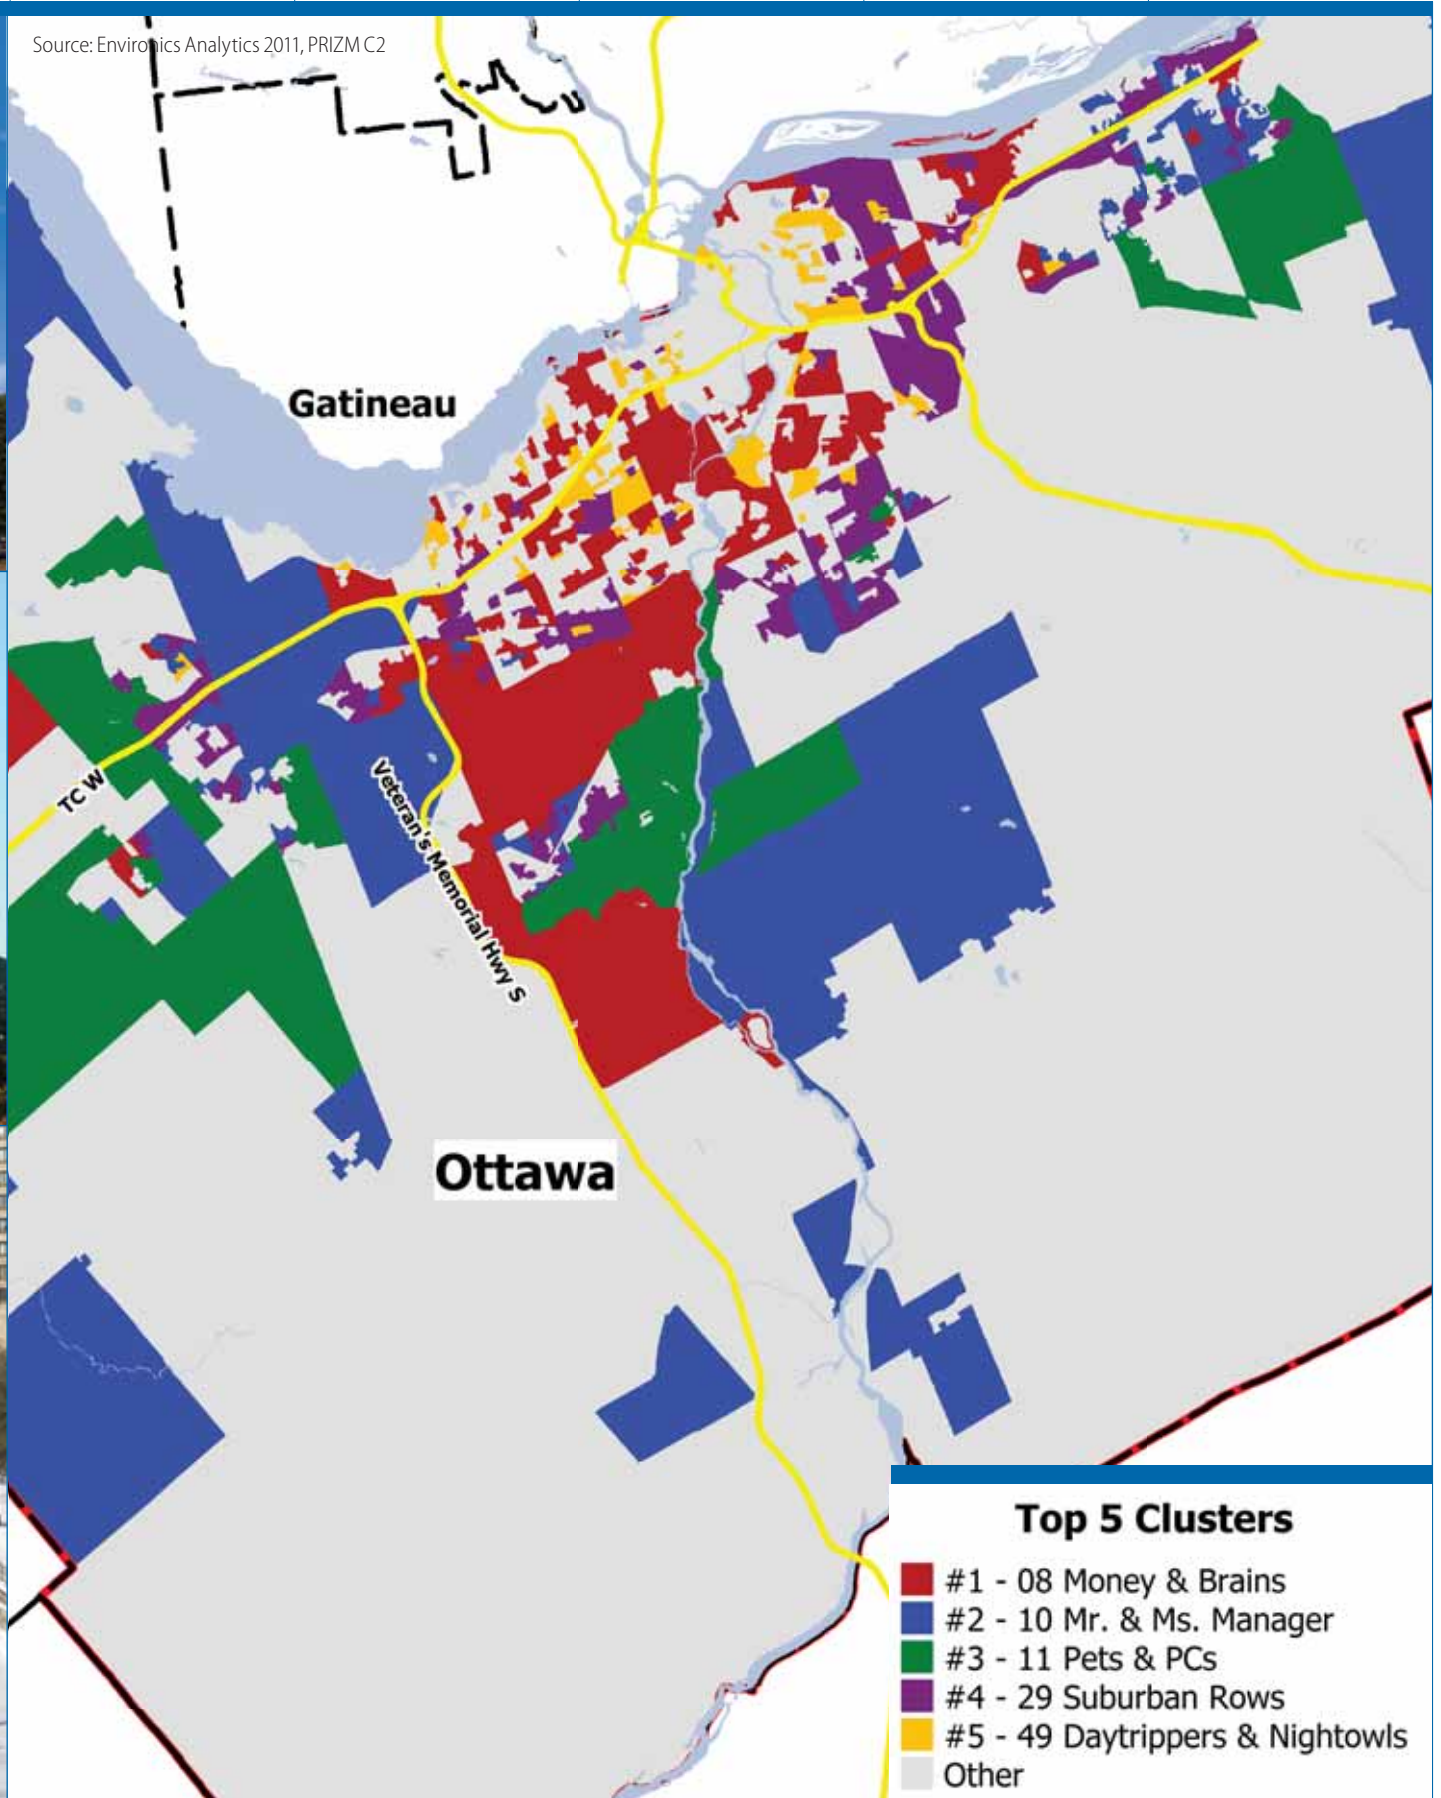 Source: Environics Analytics 2011, PRIZM C2
Gatineau
TC W
Veteran's Memorial Hwy S
Ottawa
Top 5 Clusters
#1 - 08 Money & Brains
#2 - 10 Mr. & Ms. Manager
#3 - 11 Pets & PCs
#4 - 29 Suburban Rows
#5 - 49 Daytrippers & Nightowls
Other